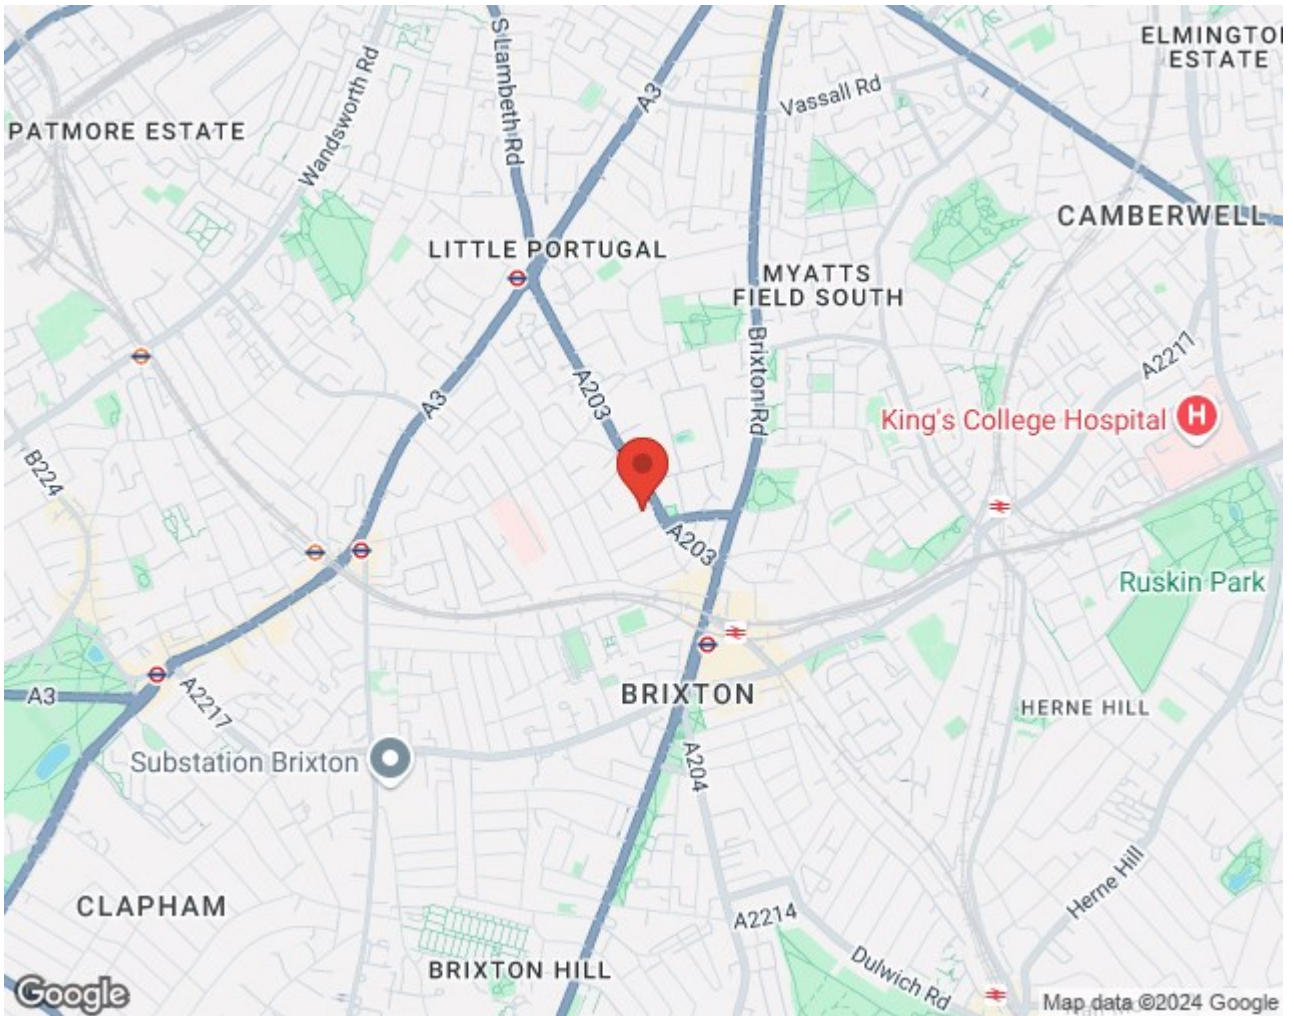 ELMINGTO
ESTATE
S Lambeth Rd
Wandsworth Rd
A3
Vassall Rd
PATMORE ESTATE
CAMBERWELL
LITTLE PORTUGAL
MYATTS
FIELD SOUTH
A2217
Brixton Rd
A203
A3
King's College Hospital
H
B224
A203
Ruskin Park
A3
A2217
BRIXTON
HERNE HILL
Substation Brixton
A204
CLAPHAM
Herne Hill
A2214
BRIXTON HILL
Dulwich Rd
Google
Map data ©2024 Google